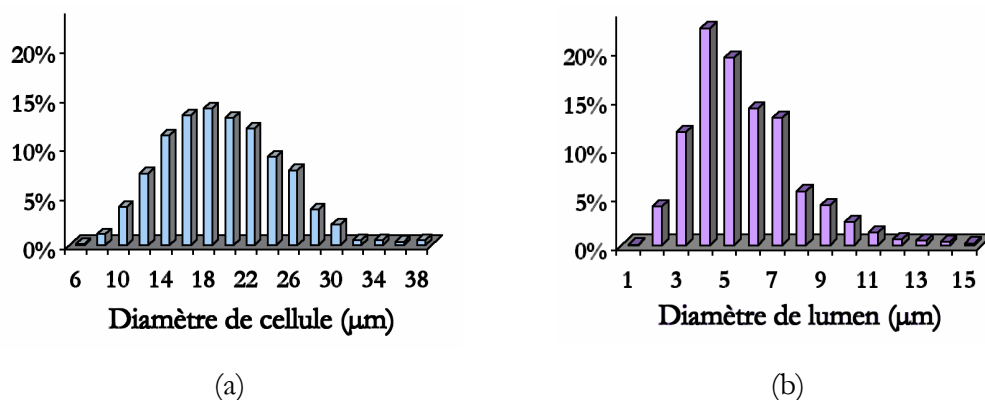 20%
15%
10%
5%
0%
6 10 14 18 22 26 30 34 38
Diamètre de cellule (µm)
(a)
20%
15%
10%
5%
0%
1 3 5 7 9 11 13 15
Diamètre de lumen (µm)
(b)